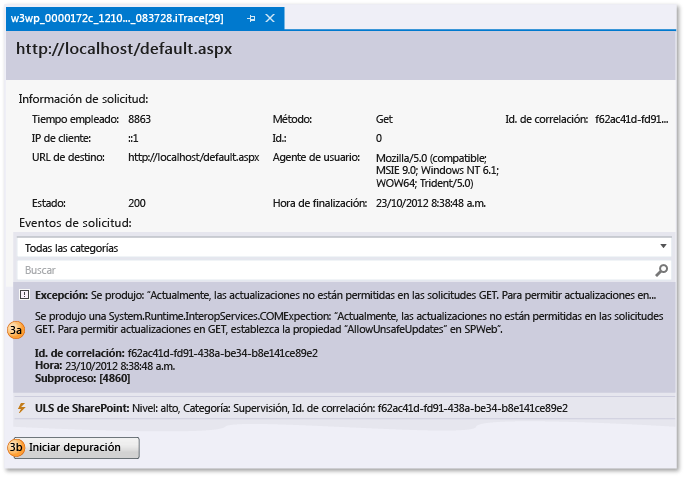 w3wp_0000172c_1210..._083728.iTrace[29]
http://localhost/default.aspx
Información de solicitud:
Tiempo empleado: 8863 Método: Get Id. de correlación: f62ac41d-fd91...
IP de cliente: ::1 Id.: 0
URL de destino: http://localhost/default.aspx Agente de usuario: Mozilla/5.0 (compatible;
MSIE 9.0; Windows NT 6.1;
WOW64; Trident/5.0)
Estado: 200 Hora de finalización: 23/10/2012 8:38:48 a.m.
Eventos de solicitud:
Todas las categorías
Buscar
Excepción: Se produjo: “Actualmente, las actualizaciones no están permitidas en las solicitudes GET. Para permitir actualizaciones en...
3a
Se produjo una System.Runtime.InteropServices.COMExpection: “Actualmente, las actualizaciones no están permitidas en las solicitudes
GET. Para permitir actualizaciones en GET, establezca la propiedad “AllowUnsafeUpdates” en SPWeb”.
Id. de correlación: f62ac41d-fd91-438a-be34-b8e141ce89e2
Hora: 23/10/2012 8:38:48 a.m.
Subproceso: [4860]
ULS de SharePoint: Nivel: alto, Categoría: Supervisión, Id. de correlación: f62ac41d-fd91-438a-be34-b8e141ce89e2
3b Iniciar depuración